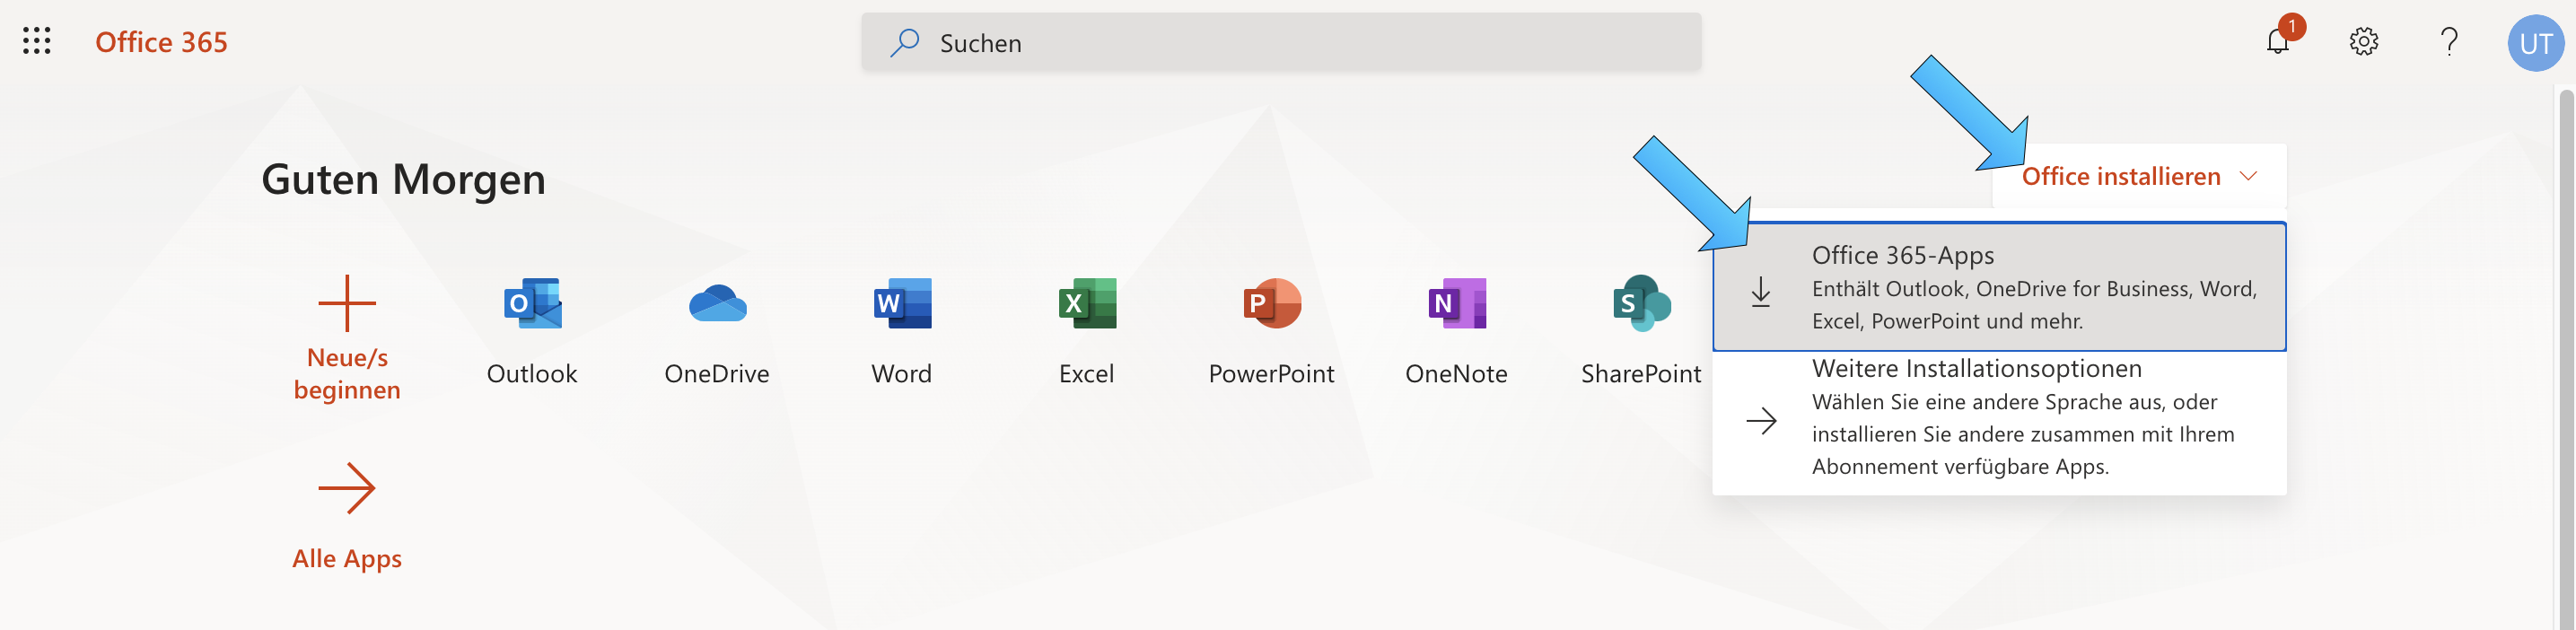 Office 365
Suchen
1
UT
Guten Morgen
Office installieren
Office 365-Apps
Enthält Outlook, OneDrive for Business, Word,
Excel, PowerPoint und mehr.
Weitere Installationsoptionen
Wählen Sie eine andere Sprache aus, oder
installieren Sie andere zusammen mit Ihrem
Abonnement verfügbare Apps.
Neue/s
beginnen
O
Outlook
OneDrive
W
Word
X
Excel
P
PowerPoint
N
OneNote
S
SharePoint
Alle Apps